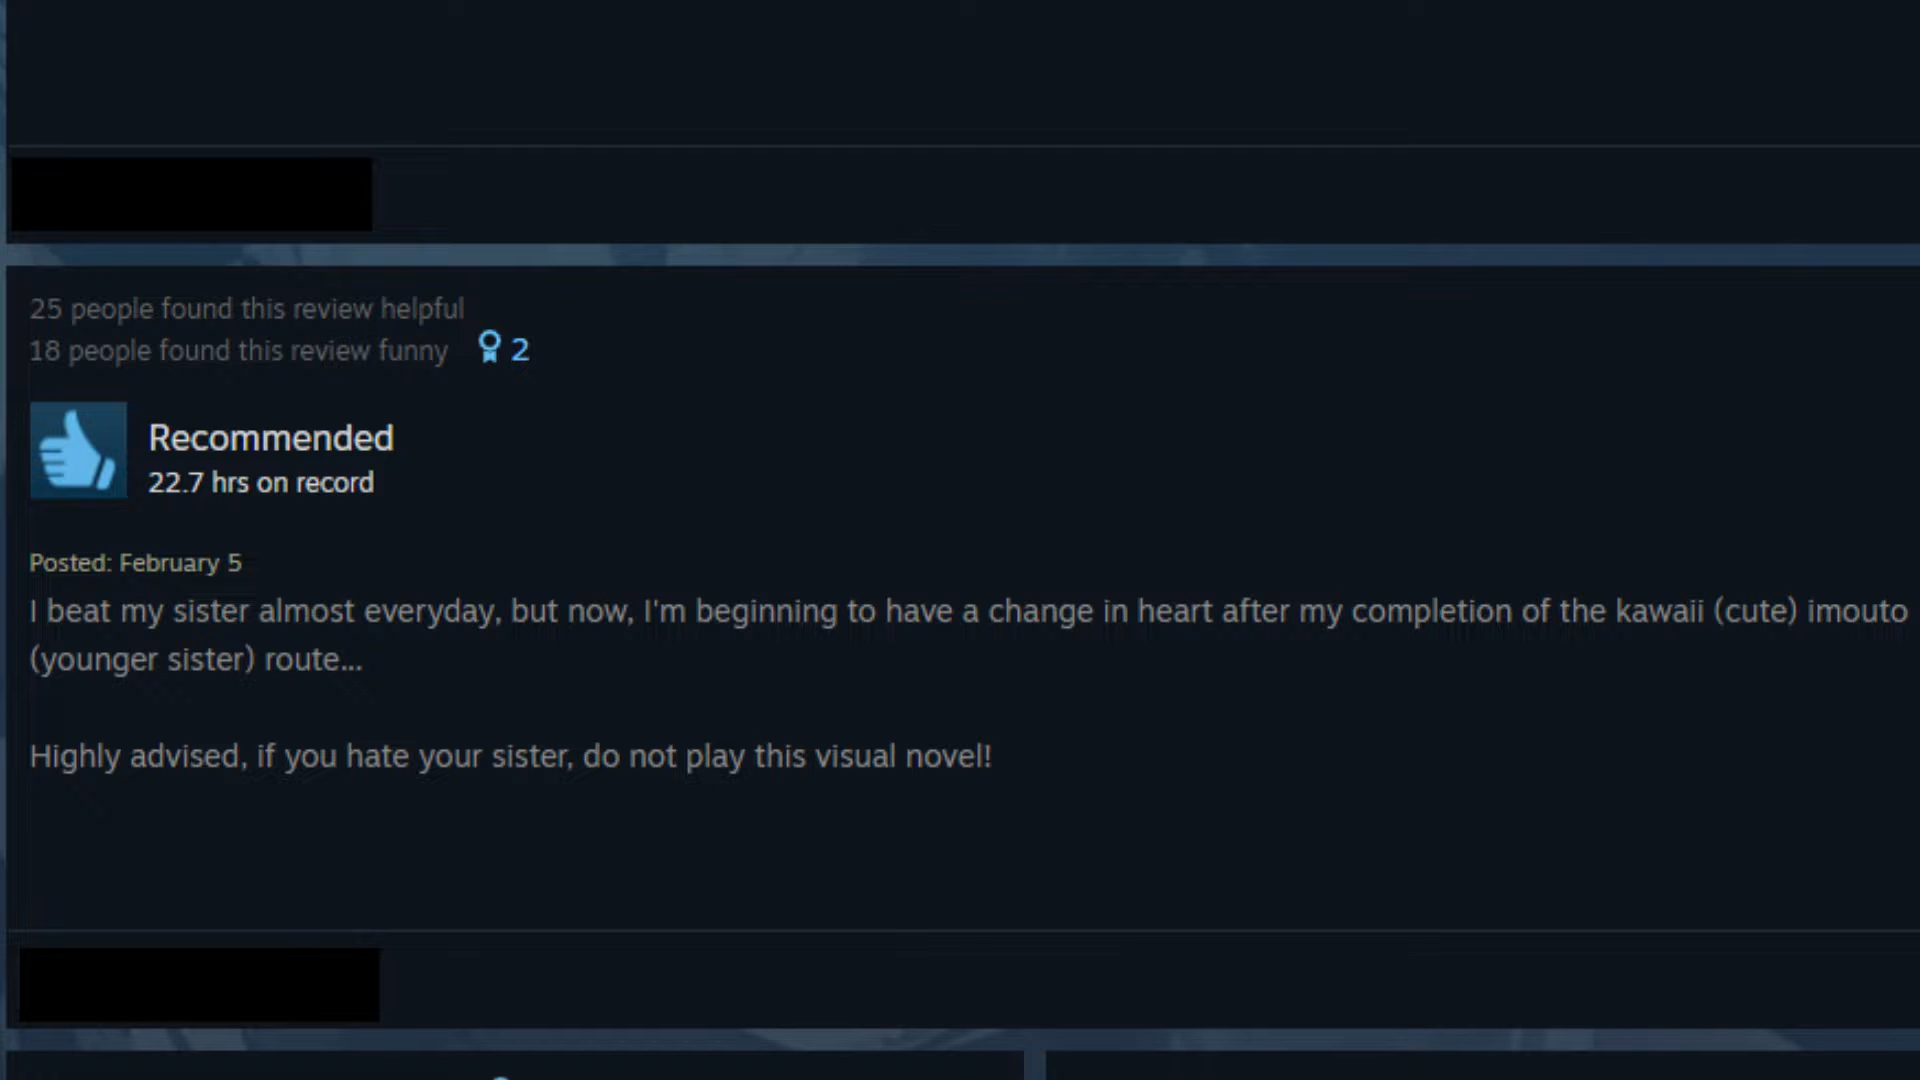 25 people found this review helpful
18 people found this review funny 2
Recommended
22.7 hrs on record
Posted: February 5
I beat my sister almost everyday, but now, I'm beginning to have a change in heart after my completion of the kawaii (cute) imouto
(younger sister) route...
Highly advised, if you hate your sister, do not play this visual novel!